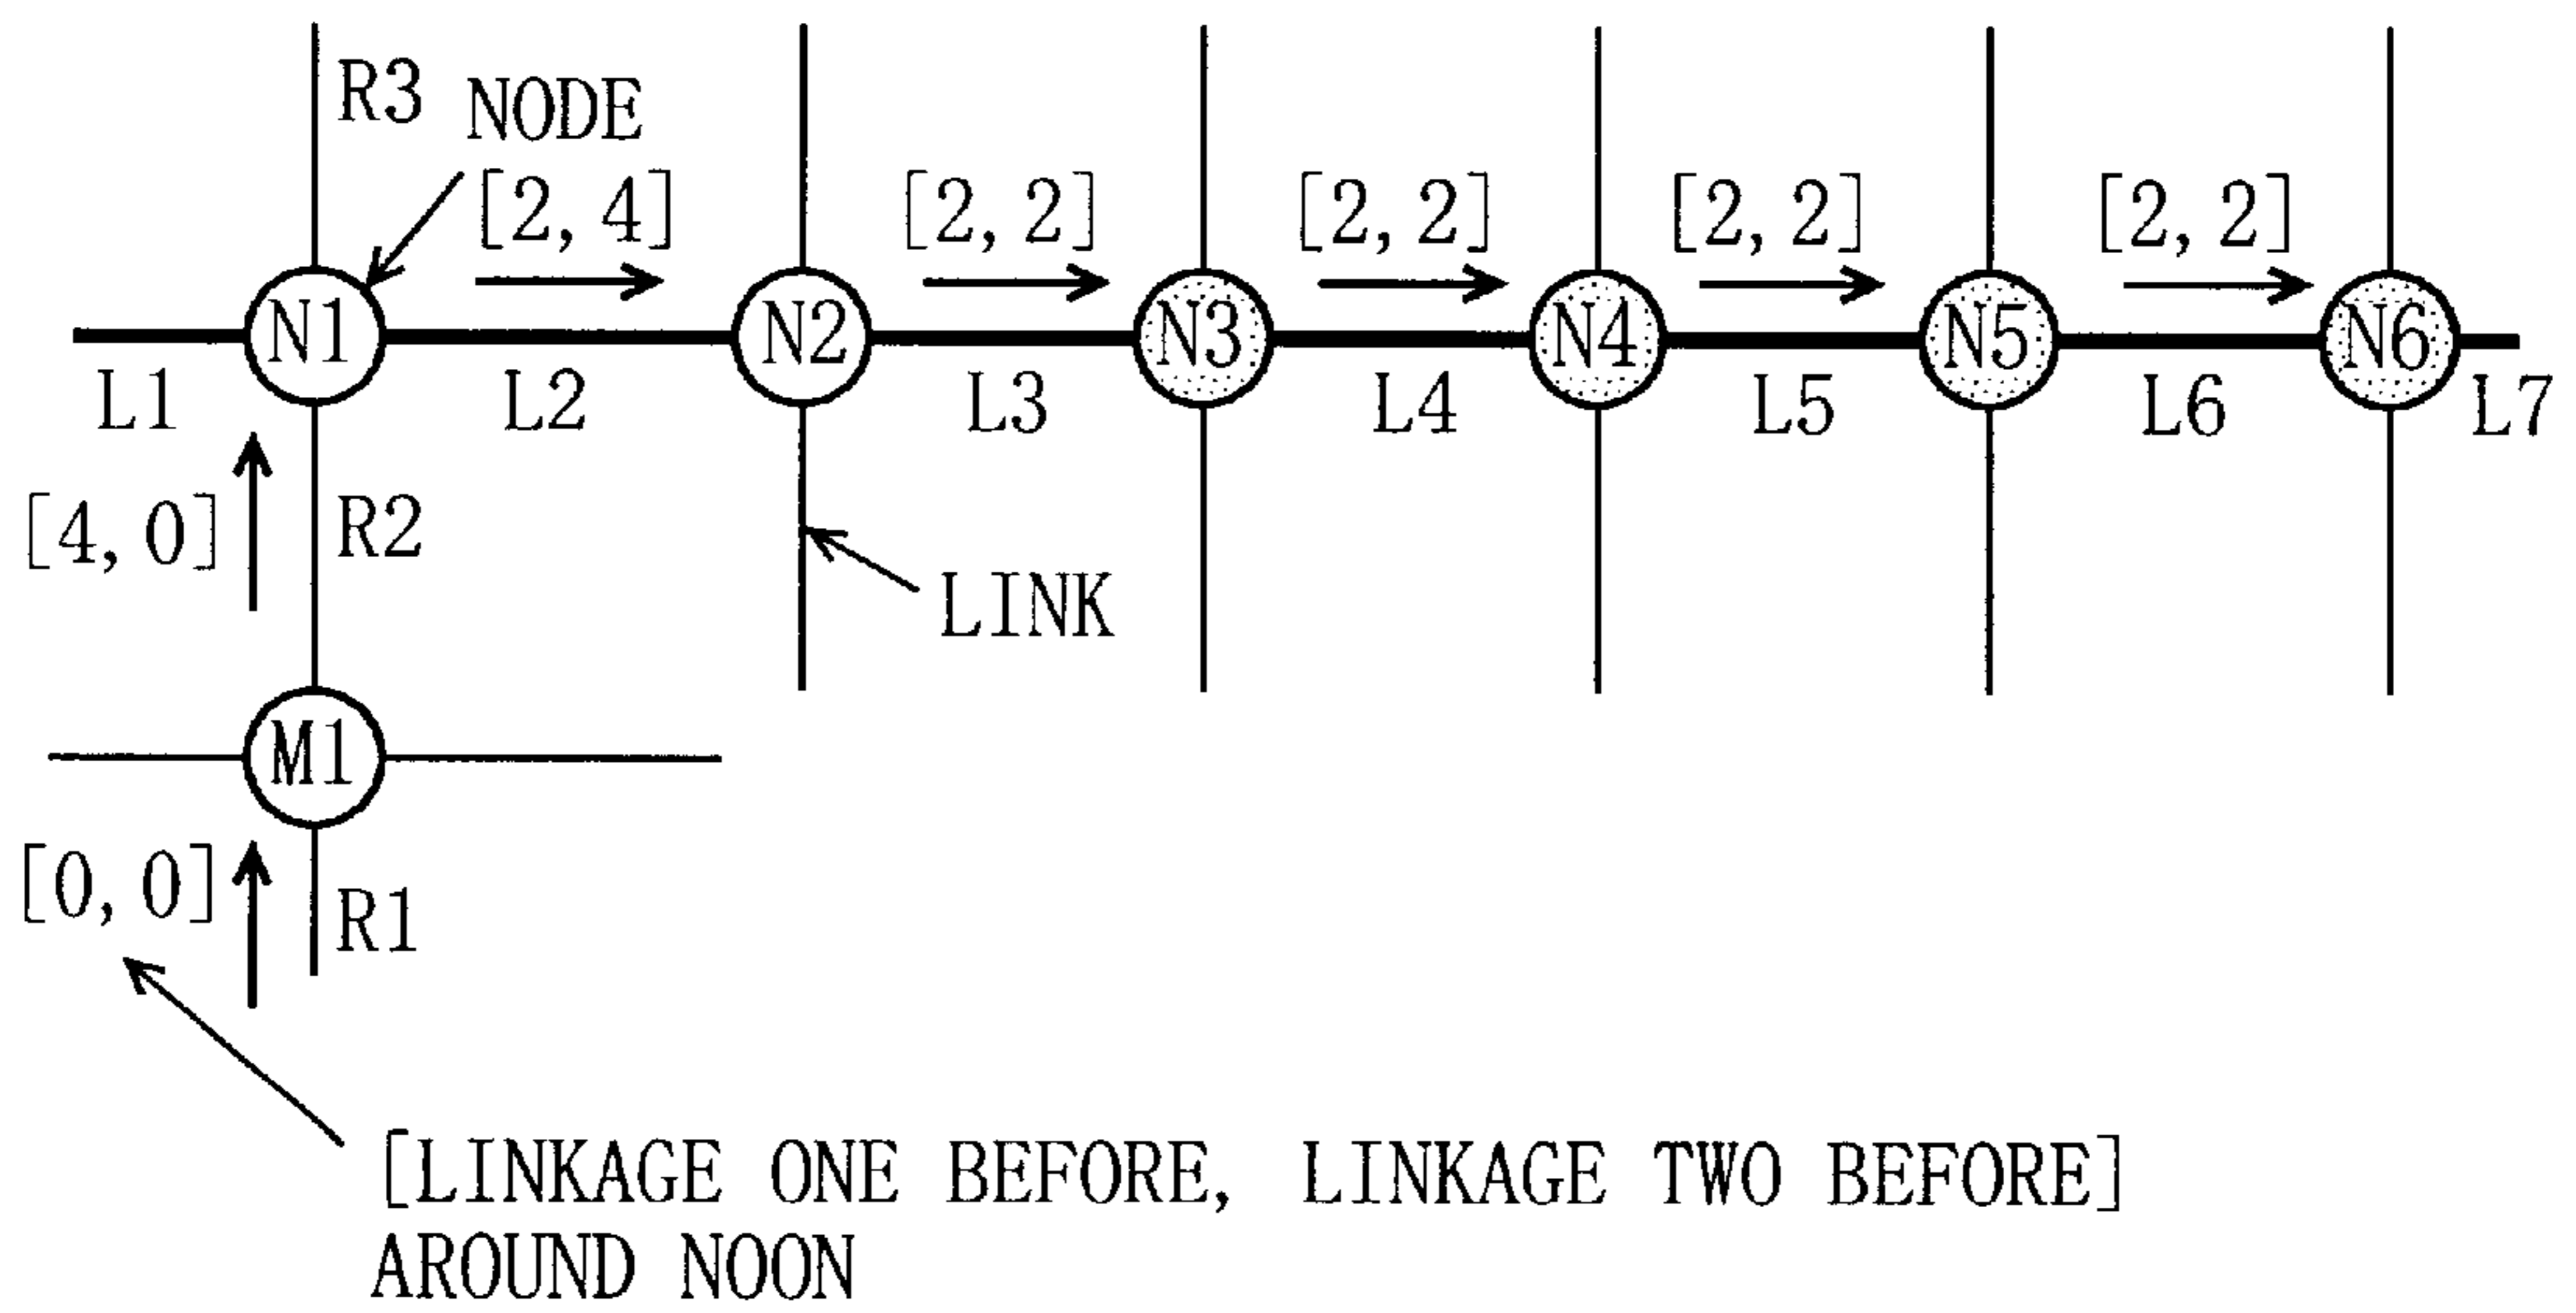 R3
NODE
[2,4]
[2,2]
[2,2]
[2,2]
[2,2]
N1
N2
N3
N4
N5
N6
L1
L2
L3
L4
L5
L6
L7
[4,0]
R2
LINK
M1
[0,0]
R1
[LINKAGE ONE BEFORE, LINKAGE TWO BEFORE]
AROUND NOON